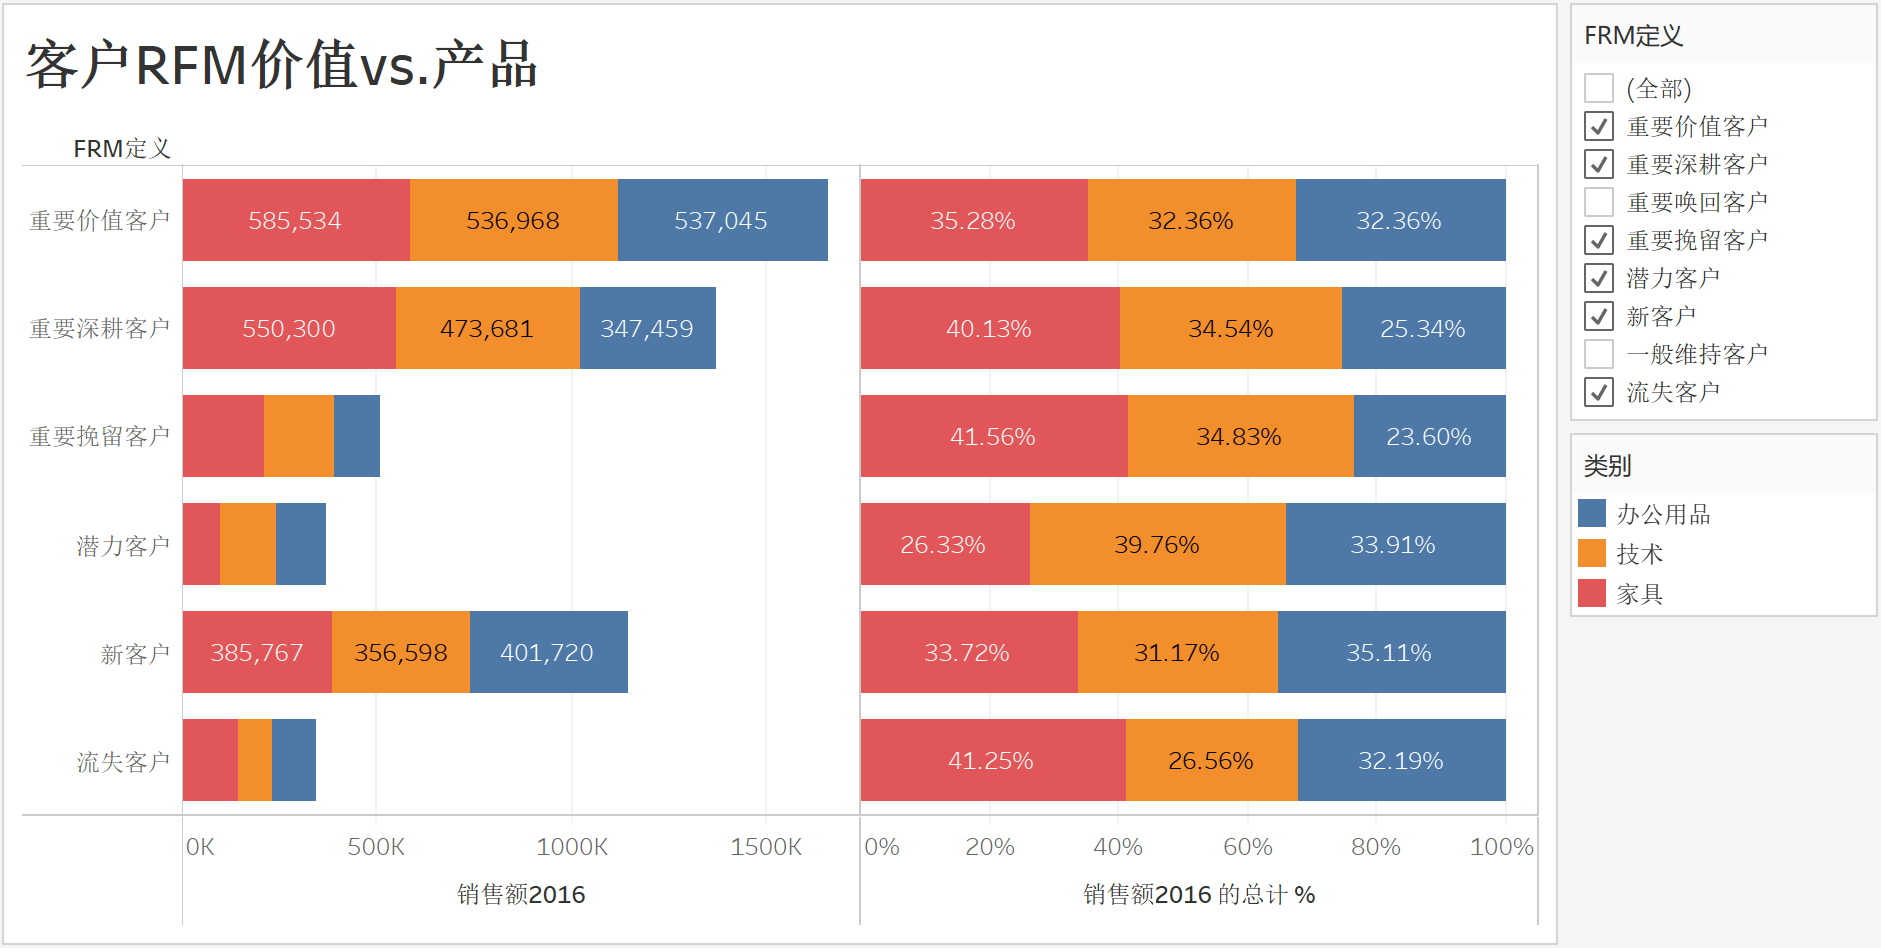 客户RFM价值vs.产品
FRM定义
重要价值客户
585,534
536,968
537,045
35.28%
32.36%
32.36%
重要深耕客户
550,300
473,681
347,459
40.13%
34.54%
25.34%
重要挽留客户
41.56%
34.83%
23.60%
潜力客户
26.33%
39.76%
33.91%
新客户
385,767
356,598
401,720
33.72%
31.17%
35.11%
流失客户
41.25%
26.56%
32.19%
0K
500K
1000K
1500K
0%
20%
40%
60%
80%
100%
销售额2016
销售额2016 的总计 %
FRM定义
(全部)
重要价值客户
重要深耕客户
重要唤回客户
重要挽留客户
潜力客户
新客户
一般维持客户
流失客户
类别
办公用品
技术
家具